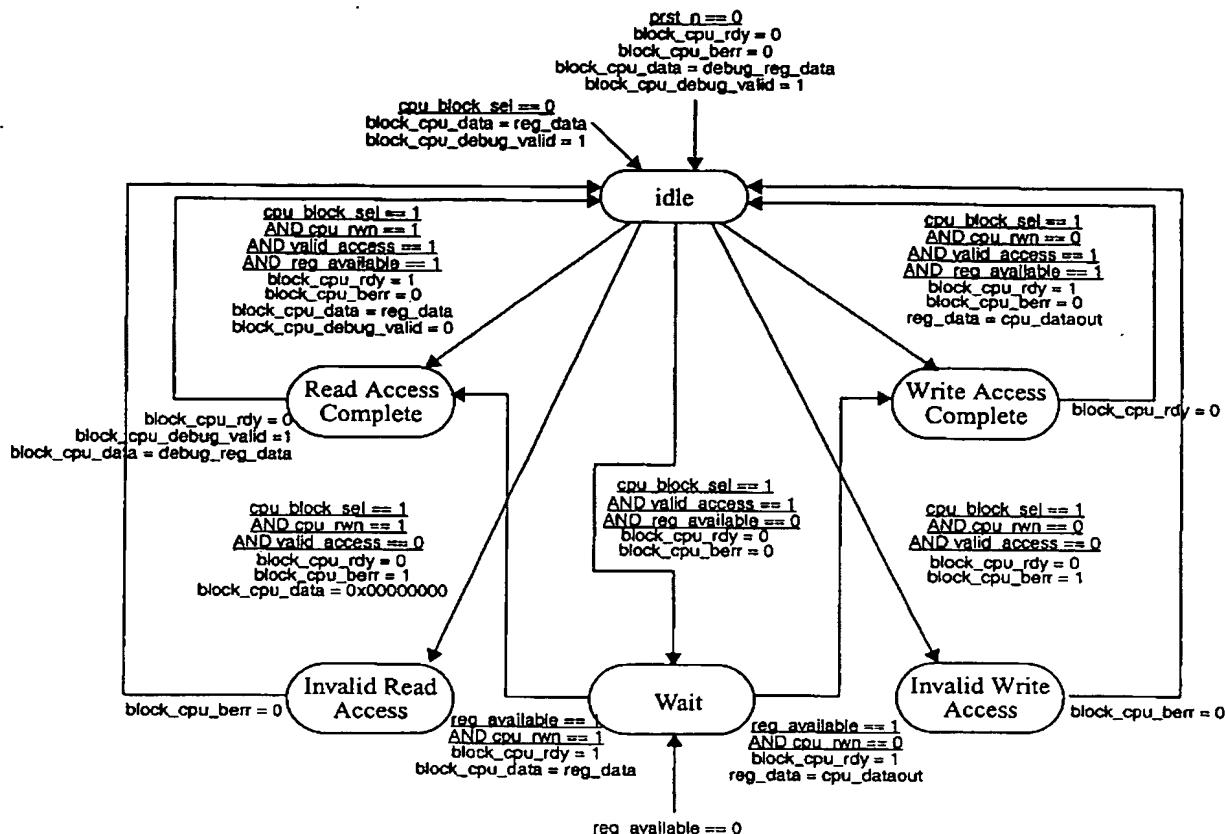 prst_n == 0
block_cpu_rdy = 0
block_cpu_berr = 0
block_cpu_data = debug_reg_data
block_cpu_debug_valid = 1
cpu_block_sel == 0
block_cpu_data = reg_data
block_cpu_debug_valid = 1
idle
cpu_block_sel == 1
AND cpu_rwn == 1
AND valid_access == 1
AND reg_available == 1
block_cpu_rdy = 1
block_cpu_berr = 0
block_cpu_data = reg_data
block_cpu_debug_valid = 0
cpu_block_sel == 1
AND cpu_rwn == 0
AND valid_access == 1
AND reg_available == 1
block_cpu_rdy = 1
block_cpu_berr = 0
reg_data = cpu_dataout
Read Access
Complete
Write Access
Complete
block_cpu_rdy = 0
block_cpu_debug_valid =1
block_cpu_data = debug_reg_data
block_cpu_rdy = 0
cpu_block_sel == 1
AND valid_access == 1
AND reg_available == 0
block_cpu_rdy = 0
block_cpu_berr = 0
cpu_block_sel == 1
AND cpu_rwn == 1
AND valid_access == 0
block_cpu_rdy = 0
block_cpu_berr = 1
block_cpu_data = 0x00000000
cpu_block_sel == 1
AND cpu_rwn == 0
AND valid_access == 0
block_cpu_rdy = 0
block_cpu_berr = 1
Invalid Read
Access
Wait
Invalid Write
Access
block_cpu_berr = 0
reg_available == 1
AND cpu_rwn == 1
block_cpu_rdy = 1
block_cpu_data = reg_data
reg_available == 1
AND cpu_rwn == 0
block_cpu_rdy = 1
reg_data = cpu_dataout
block_cpu_berr = 0
reg_available == 0